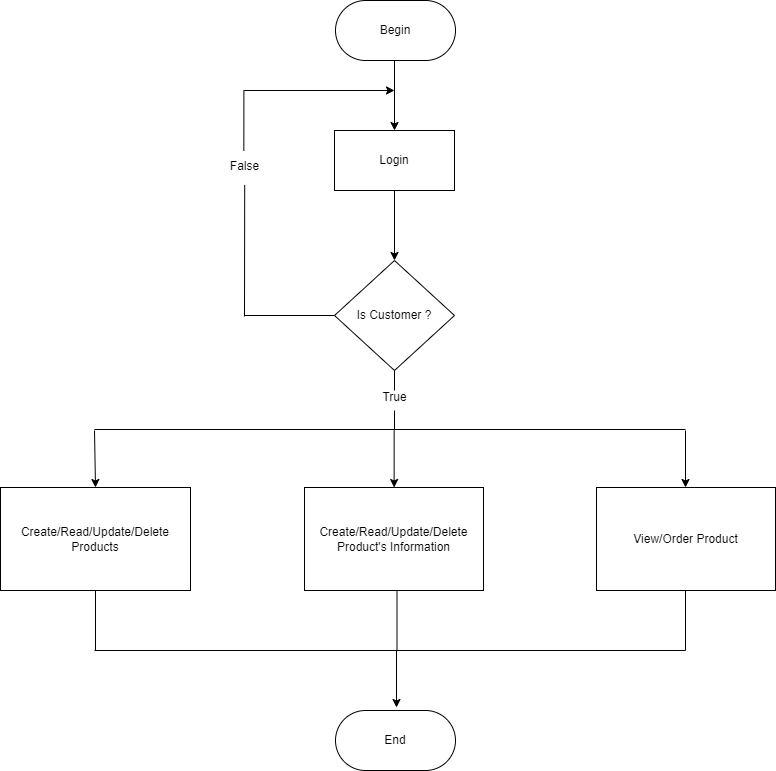 Begin
False
Login
Is Customer ?
True
Create/Read/Update/Delete
Products
Create/Read/Update/Delete
Product's Information
View/Order Product
End